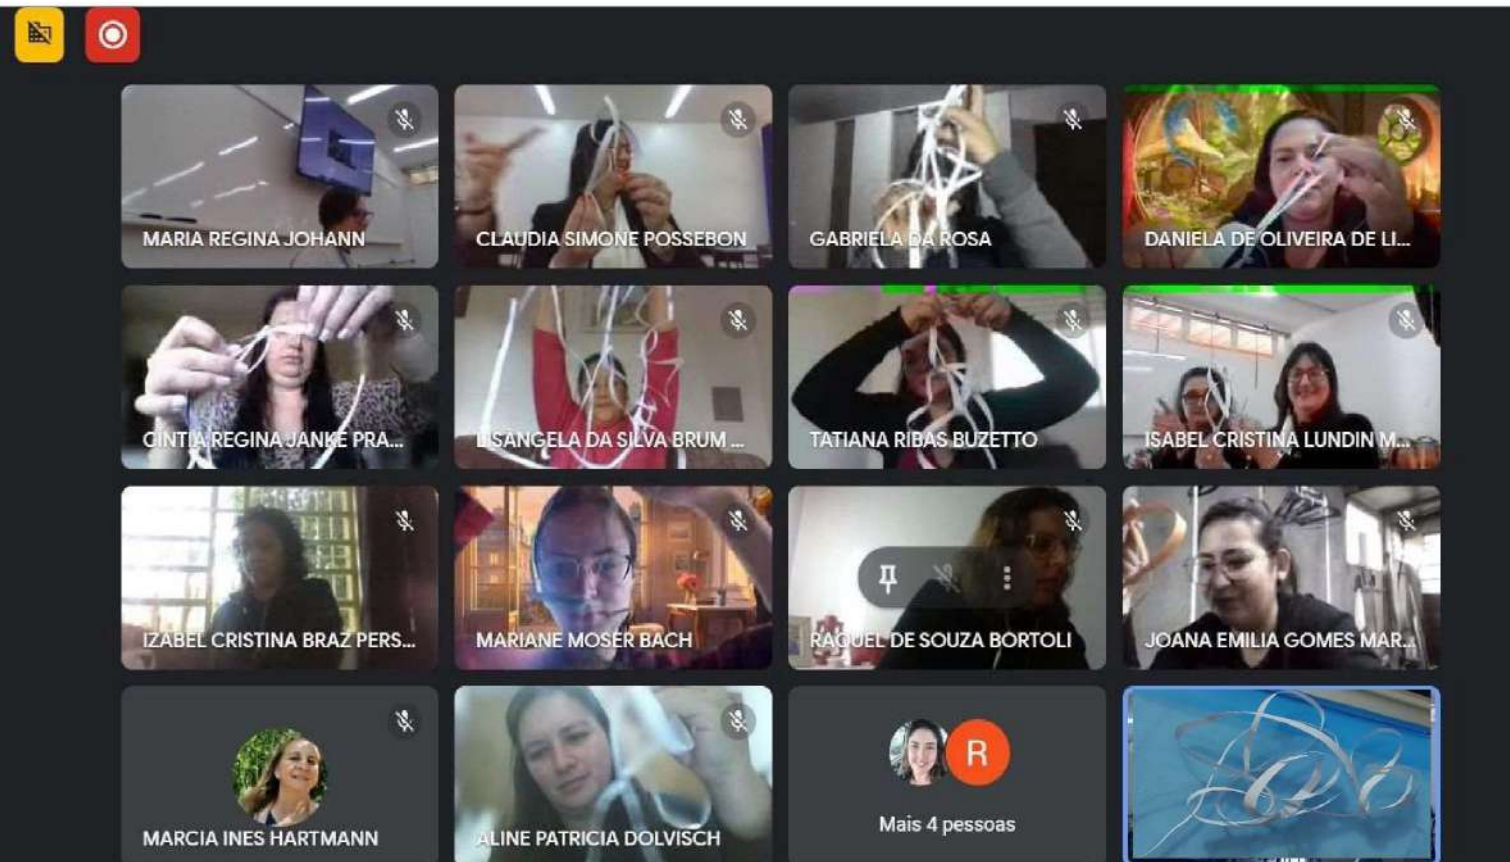 MARIA REGINA JOHANN
CLAUDIA SIMONE POSSEBON
GABRIELA DA ROSA
DANIELA DE OLIVEIRA DE LI...
CINTIA REGINA JANKE PRA...
LISÂNGELA DA SILVA BRUM ...
TATIANA RIBAS BUZETTO
ISABEL CRISTINA LUNDIN M...
IZABEL CRISTINA BRAZ PERS...
MARIANE MOSER BACH
RAQUEL DE SOUZA BORTOLI
JOANA EMILIA GOMES MAR...
MARCIA INES HARTMANN
ALINE PATRICIA DOLVISCH
R
Mais 4 pessoas